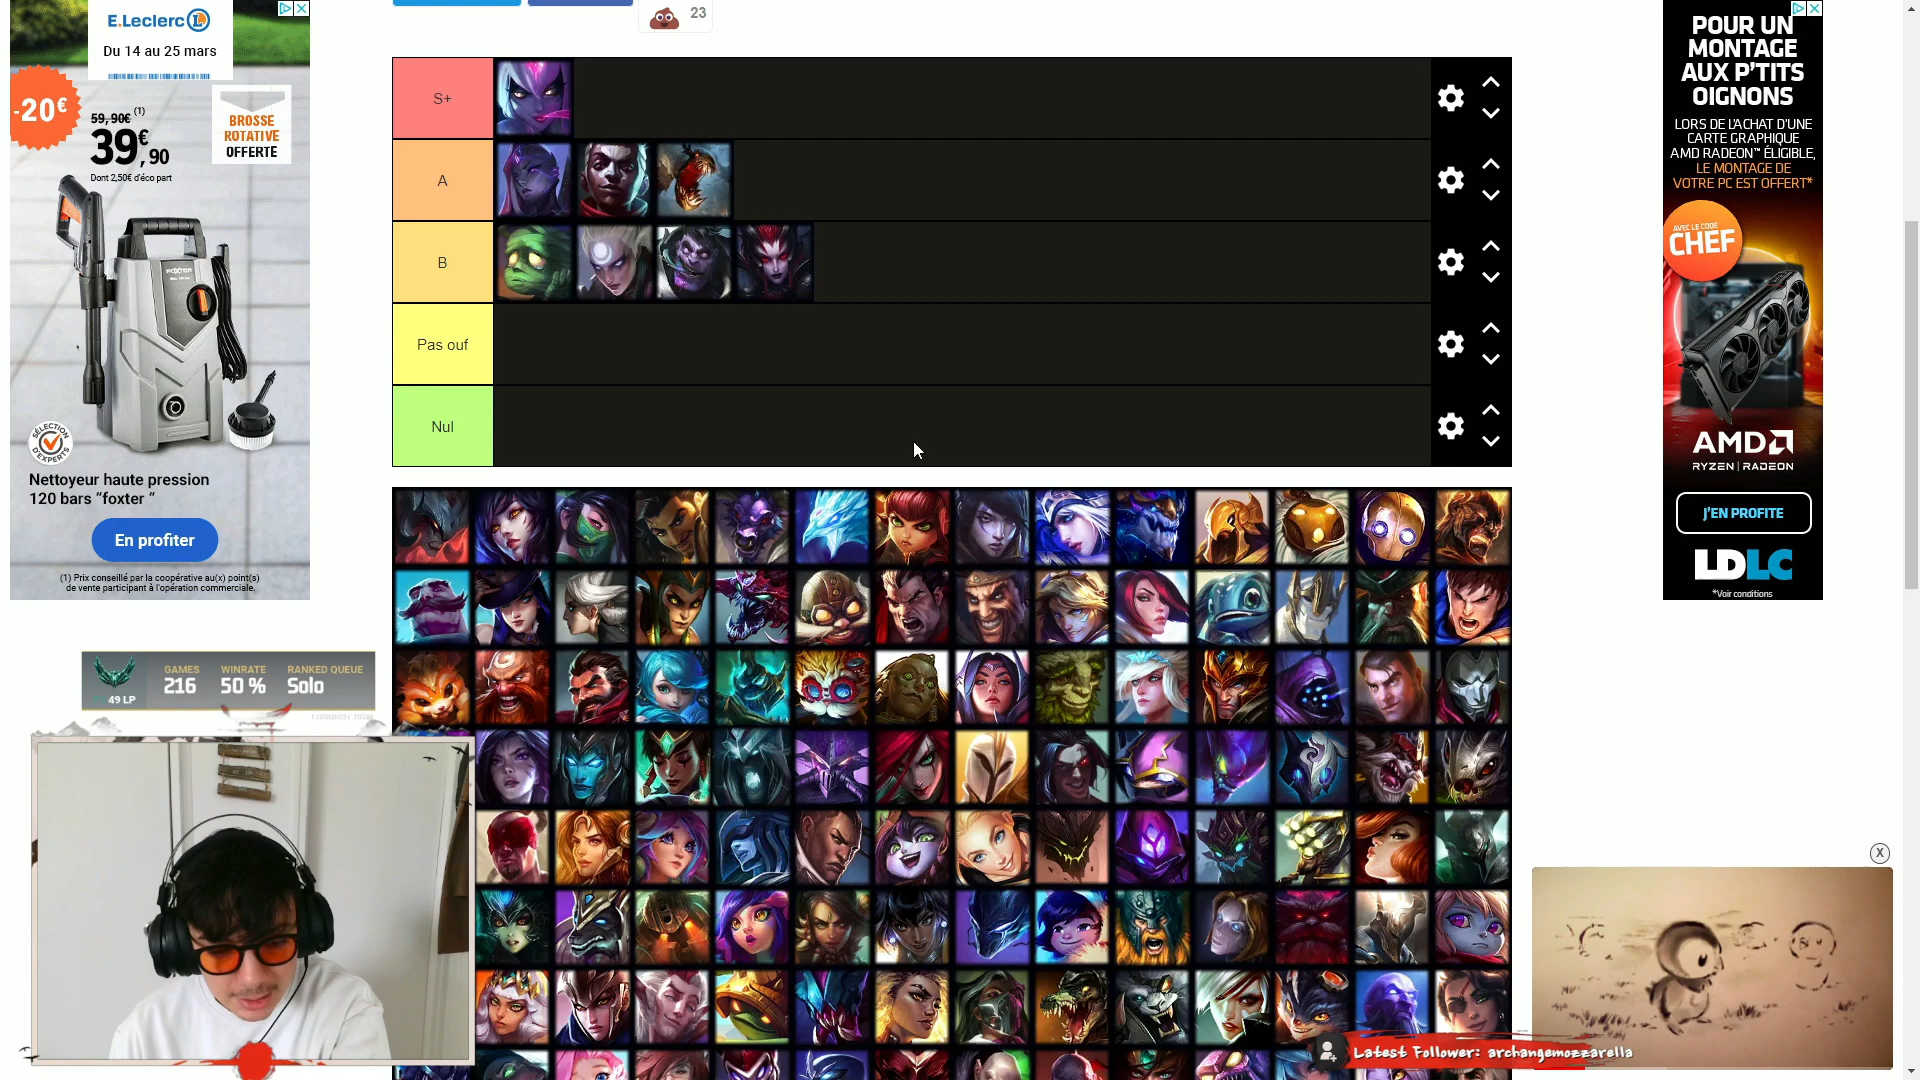 E.Leclerc
Du 14 au 25 mars
-20€
59,90€ (1)
39€,90
Dont 2,50€ d'éco part
BROSSE
ROTATIVE
OFFERTE
FOXTER
SÉLECTION
D'EXPERTS
Nettoyeur haute pression
120 bars “foxter “
En profiter
(1) Prix conseillé par la coopérative au(x) point(s)
de vente participant à l'opération commerciale.
23
S+
A
B
Pas ouf
Nul
POUR UN
MONTAGE
AUX P'TITS
OIGNONS
LORS DE L'ACHAT D'UNE
CARTE GRAPHIQUE
AMD RADEON™ ÉLIGIBLE,
LE MONTAGE DE
VOTRE PC EST OFFERT*
AVEC LE CODE
CHEF
AMD
RYZEN | RADEON
J'EN PROFITE
LDLC
*Voir conditions
GAMES
216
WINRATE
50 %
RANKED QUEUE
Solo
49 LP
X
Latest Follower: archangemozzarella